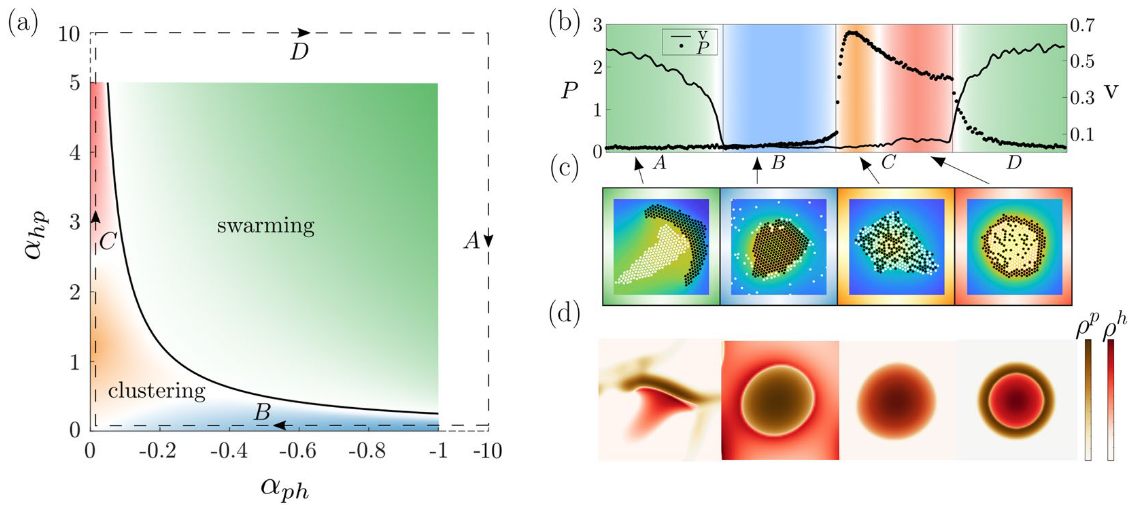 (a)
10
5
4
3
2
1
0
α_hp
D
swarming
A
C
clustering
B
0 -0.2 -0.4 -0.6 -0.8 -1 -10
α_ph
(b)
3
2
1
0
P
v
P
0.7
0.5
0.3
0.1
v
A B C D
(c)
(d)
ρ^p ρ^h